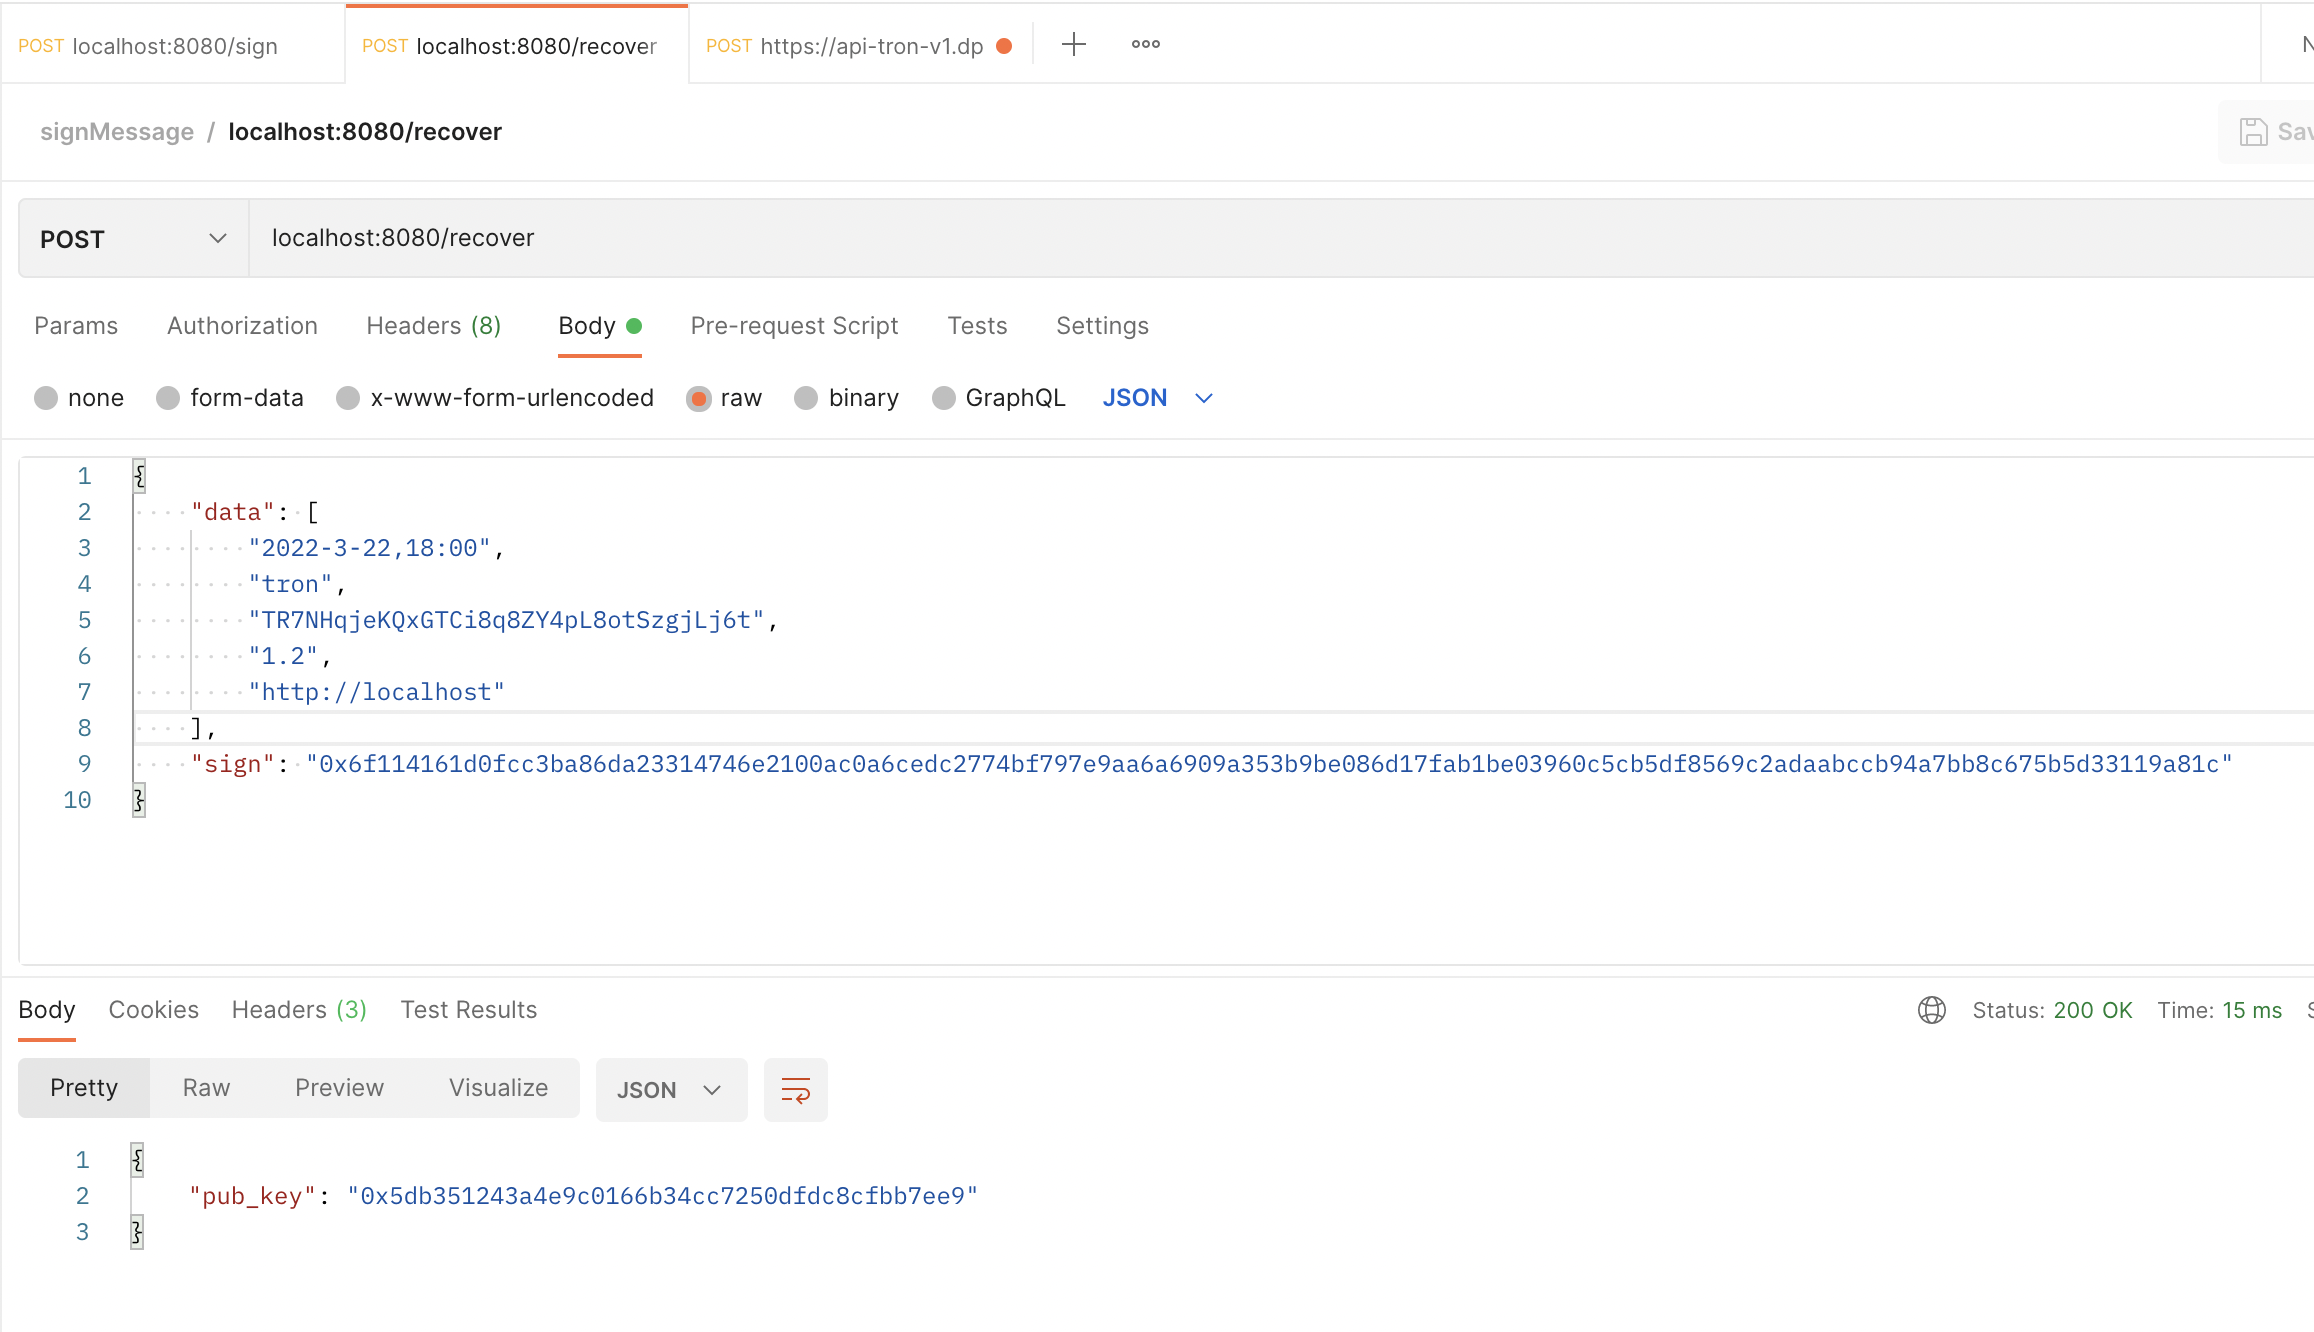 POST localhost:8080/sign POST localhost:8080/recover POST https://api-tron-v1.dp
signMessage / localhost:8080/recover
POST localhost:8080/recover
Params Authorization Headers (8) Body Pre-request Script Tests Settings
none form-data x-www-form-urlencoded raw binary GraphQL JSON
1 {
2 "data": [
3 "2022-3-22,18:00",
4 "tron",
5 "TR7NHqjeKQxGTCi8q8ZY4pL8otSzgjLj6t",
6 "1.2",
7 "http://localhost"
8 ],
9 "sign": "0x6f114161d0fcc3ba86da23314746e2100ac0a6cedc2774bf797e9aa6a6909a353b9be086d17fab1be03960c5cb5df8569c2adaabccb94a7bb8c675b5d33119a81c"
10 }
Body Cookies Headers (3) Test Results Status: 200 OK Time: 15 ms
Pretty Raw Preview Visualize JSON
1 {
2 "pub_key": "0x5db351243a4e9c0166b34cc7250dfdc8cfbb7ee9"
3 }